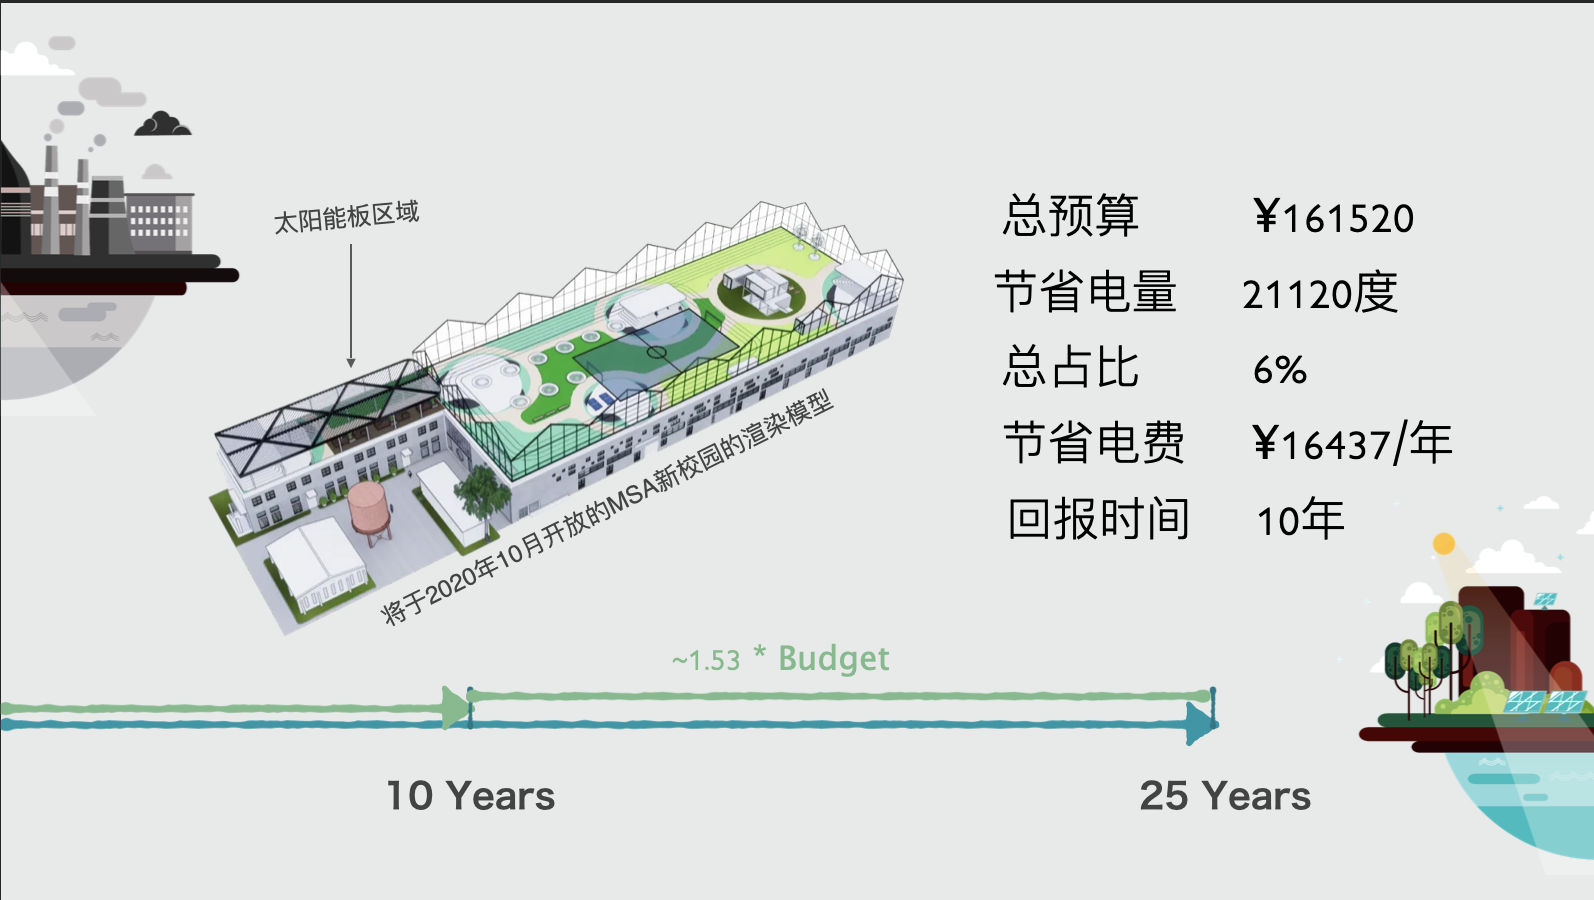 太阳能板区域
将于2020年10月开放的MSA新校园的渲染模型
总预算 ¥161520
节省电量 21120度
总占比 6%
节省电费 ¥16437/年
回报时间 10年
~1.53 * Budget
10 Years
25 Years